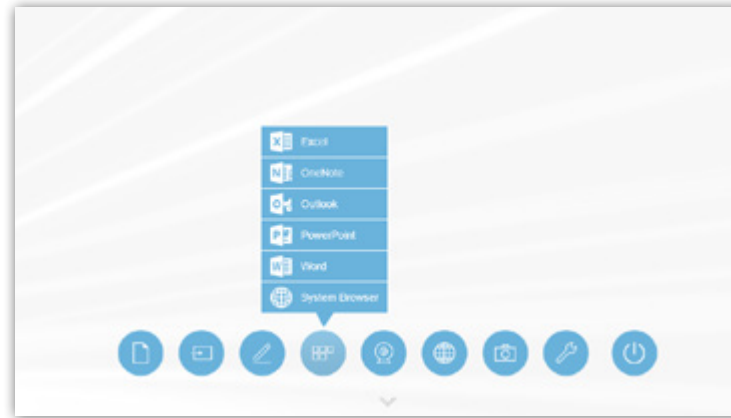 Excel
OneNote
Outlook
PowerPoint
Word
System Browser